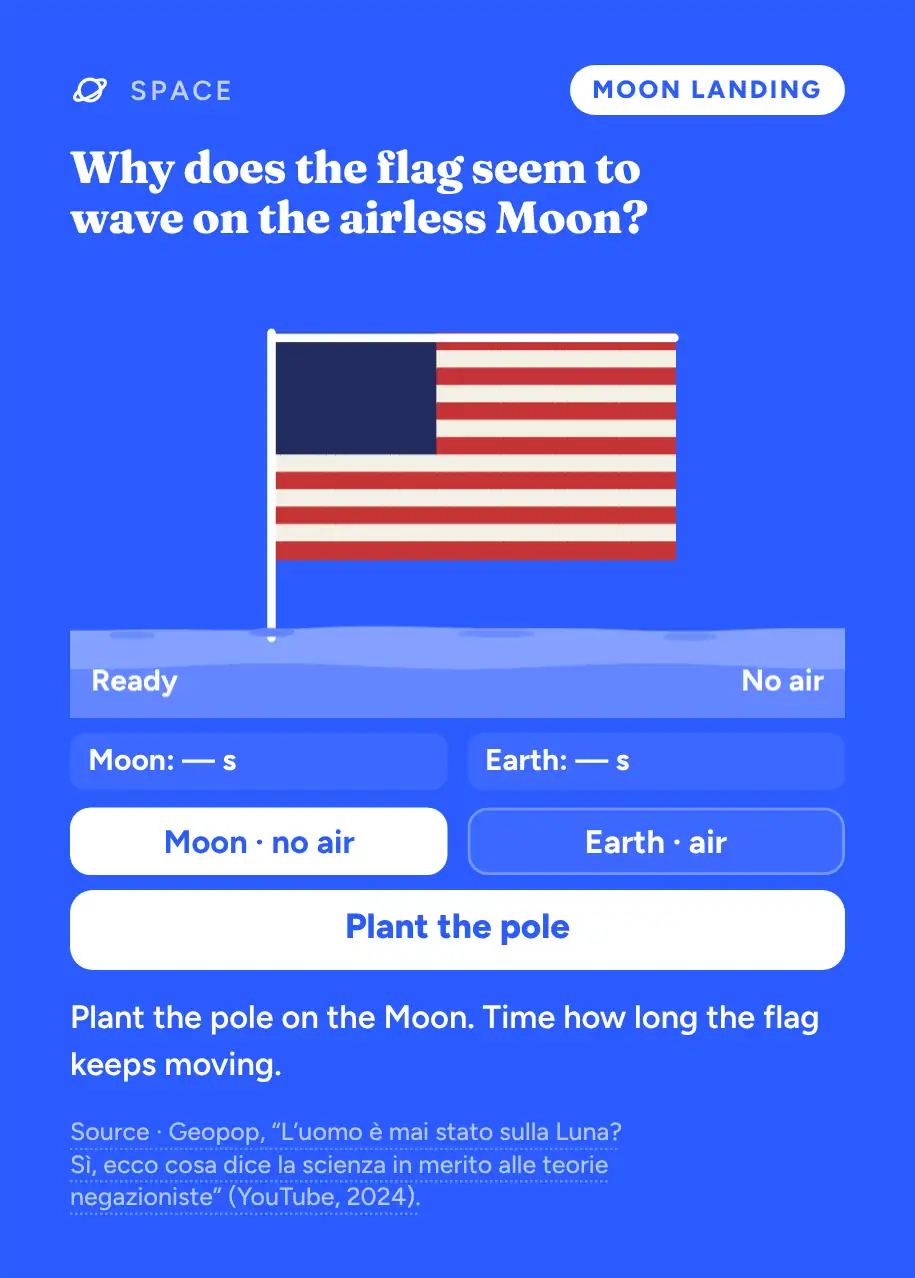 SPACE
MOON LANDING
Why does the flag seem to
wave on the airless Moon?
Ready
No air
Moon: — s
Earth: — s
Moon · no air
Earth · air
Plant the pole
Plant the pole on the Moon. Time how long the flag
keeps moving.
Source · Geopop, “L’uomo è mai stato sulla Luna?
Sì, ecco cosa dice la scienza in merito alle teorie
negazioniste” (YouTube, 2024).